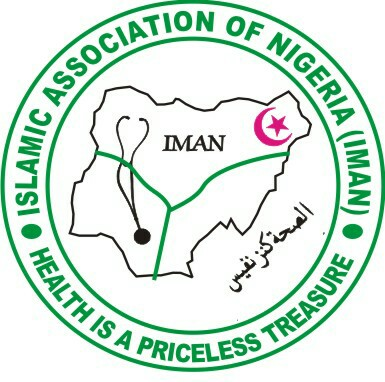 ISLAMIC ASSOCIATION OF NIGERIA (IMAN)
IMAN
الصحة كنز نفيس
HEALTH IS A PRICELESS TREASURE